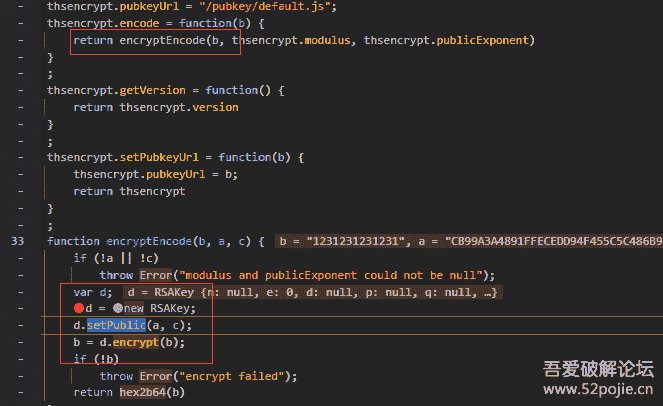 thsencrypt.pubkeyUrl = "/pubkey/default.js";
- thsencrypt.encode = function(b) {
- return encryptEncode(b, thsencrypt.modulus, thsencrypt.publicExponent)
- }
- ;
- thsencrypt.getVersion = function() {
- return thsencrypt.version
- }
- ;
- thsencrypt.setPubkeyUrl = function(b) {
- thsencrypt.pubkeyUrl = b;
- return thsencrypt
- }
- ;
33 function encryptEncode(b, a, c) { b = "1231231231231", a = "CB99A3A4891FFECEDD94F455C5C486B9
- if (!a || !c)
- throw Error("modulus and publicExponent could not be null");
- var d; d = RSAKey {n: null, e: 0, d: null, p: null, q: null, …}
- d = new RSAKey;
- d.setPublic(a, c);
- b = d.encrypt(b);
- if (!b)
- throw Error("encrypt failed");
- return hex2b64(b)
吾爱破解论坛
www.52pojie.cn